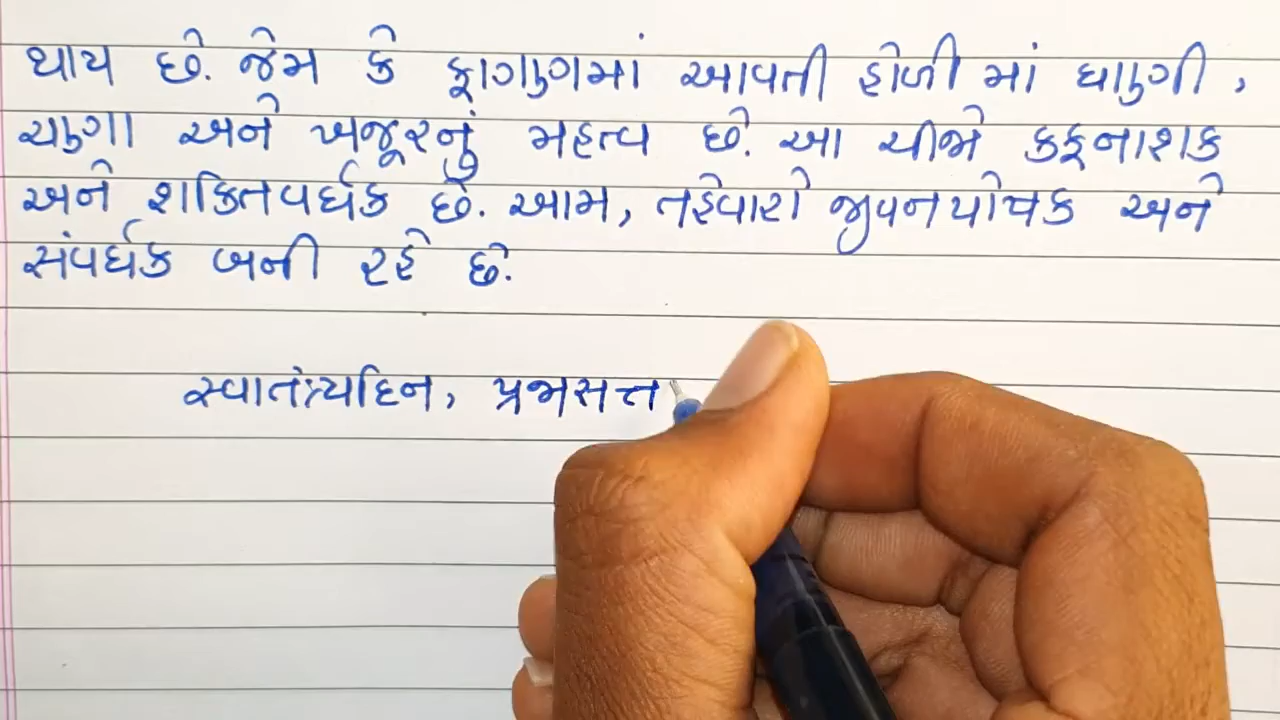 થાય છે. જેમ કે ફાગણમાં આવતી હોળી માં ધાણી,
ચણા અને ખજૂરનું મહત્વ છે. આ ચીજો કફનાશક
અને શક્તિવર્ધક છે. આમ, તહેવારો જીવનપોષક અને
સંવર્ધક બની રહે છે.
સ્વાતંત્ર્યદિન, પ્રજાસત્ત